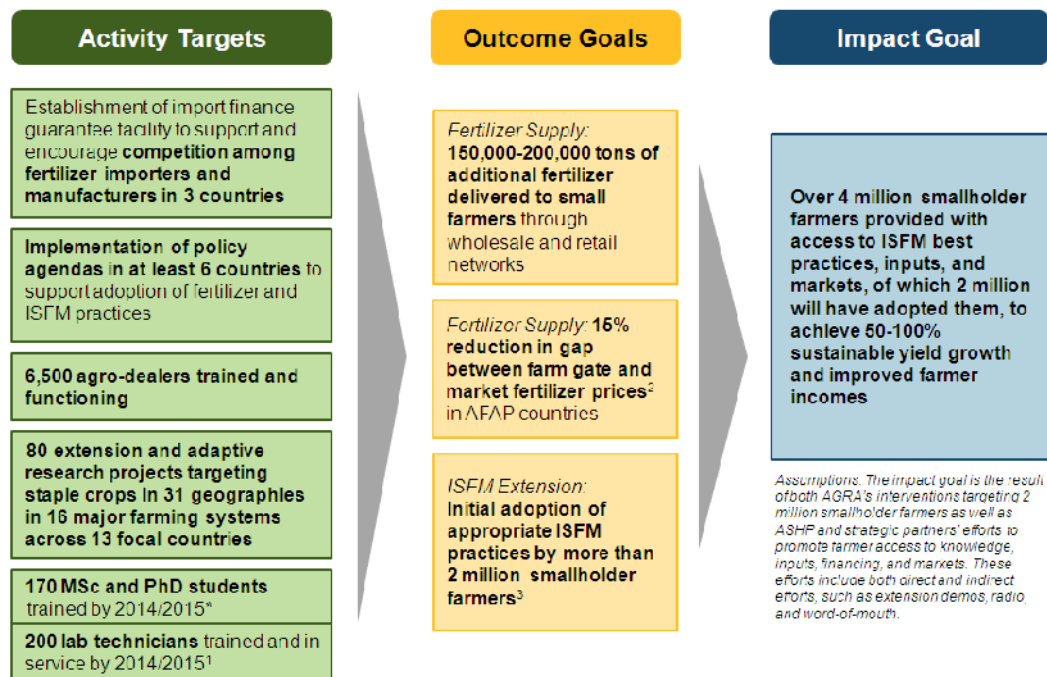 Activity Targets
Establishment of import finance
guarantee facility to support and
encourage competition among
fertilizer importers and
manufacturers in 3 countries
Implementation of policy
agendas in at least 6 countries to
support adoption of fertilizer and
ISFM practices
6,500 agro-dealers trained and
functioning
80 extension and adaptive
research projects targeting
staple crops in 31 geographies
in 16 major farming systems
across 13 focal countries
170 MSc and PhD students
trained by 2014/2015*
200 lab technicians trained and in
service by 2014/2015¹
Outcome Goals
Fertilizer Supply:
150,000-200,000 tons of
additional fertilizer
delivered to small
farmers through
wholesale and retail
networks
Fertilizer Supply: 15%
reduction in gap
between farm gate and
market fertilizer prices²
in AFAP countries
ISFM Extension:
Initial adoption of
appropriate ISFM
practices by more than
2 million smallholder
farmers³
Impact Goal
Over 4 million smallholder
farmers provided with
access to ISFM best
practices, inputs, and
markets, of which 2 million
will have adopted them, to
achieve 50-100%
sustainable yield growth
and improved farmer
incomes
Assumptions: The impact goal is the result
of both AGRA's interventions targeting 2
million smallholder farmers as well as
ASHP and strategic partners' efforts to
promote farmer access to knowledge,
inputs, financing, and markets. These
efforts include both direct and indirect
efforts, such as extension demos, radio,
and word-of-mouth.